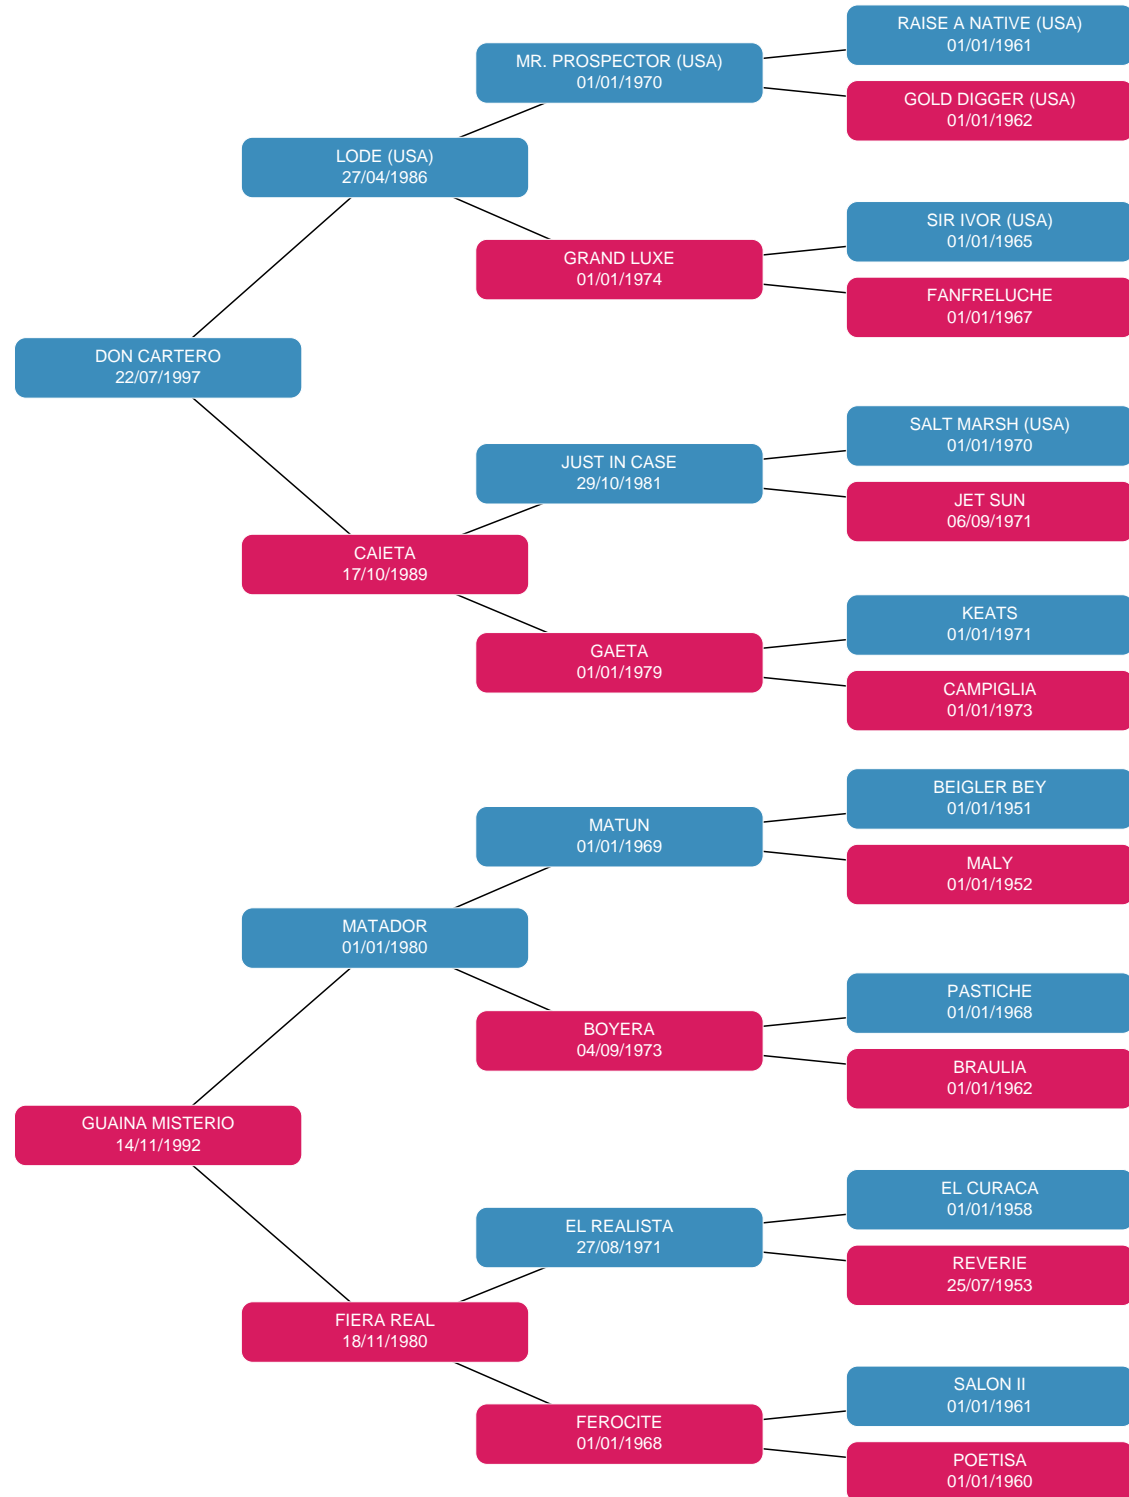 RAISE A NATIVE (USA)
01/01/1961
MR. PROSPECTOR (USA)
01/01/1970
GOLD DIGGER (USA)
01/01/1962
LODE (USA)
27/04/1986
SIR IVOR (USA)
01/01/1965
GRAND LUXE
01/01/1974
FANFRELUCHE
01/01/1967
DON CARTERO
22/07/1997
SALT MARSH (USA)
01/01/1970
JUST IN CASE
29/10/1981
JET SUN
06/09/1971
CAIETA
17/10/1989
KEATS
01/01/1971
GAETA
01/01/1979
CAMPIGLIA
01/01/1973
BEIGLER BEY
01/01/1951
MATUN
01/01/1969
MALY
01/01/1952
MATADOR
01/01/1980
PASTICHE
01/01/1968
BOYERA
04/09/1973
BRAULIA
01/01/1962
GUAINA MISTERIO
14/11/1992
EL CURACA
01/01/1958
EL REALISTA
27/08/1971
REVERIE
25/07/1953
FIERA REAL
18/11/1980
SALON II
01/01/1961
FEROCITE
01/01/1968
POETISA
01/01/1960